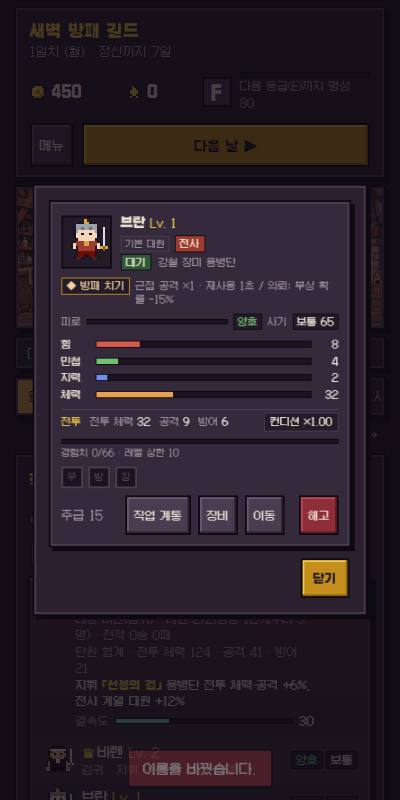 새벽 방패 길드
1일차 (월) · 정산까지 7일
450
0
F
다음 등급(E)까지 명성
80
메뉴
다음 날 ▶
브란 Lv. 1
기본 대원 전사
대기 강철 장미 용병단
◆ 방패 치기
근접 공격 ×1 · 재사용 1초 / 의뢰: 부상 확
률 -15%
피로
양호 사기 보통 65
힘 8
민첩 4
지력 2
체력 32
전투 전투 체력 32 공격 9 방어 6 컨디션 ×1.00
경험치 0/66 · 레벨 상한 10
무 방 장
주급 15
직업 계통 장비 이동 해고
닫기
명) · 전적 0승 0패
단원 합계 · 전투 체력 124 · 공격 41 · 방어
21
지휘 「선봉의 검」 용병단 전투 체력·공격 +6%,
전사 계열 대원 +12%
결속도 30
바렌 Lv. 2
양호 보통
이름을 바꿨습니다.
브란 Lv. 1